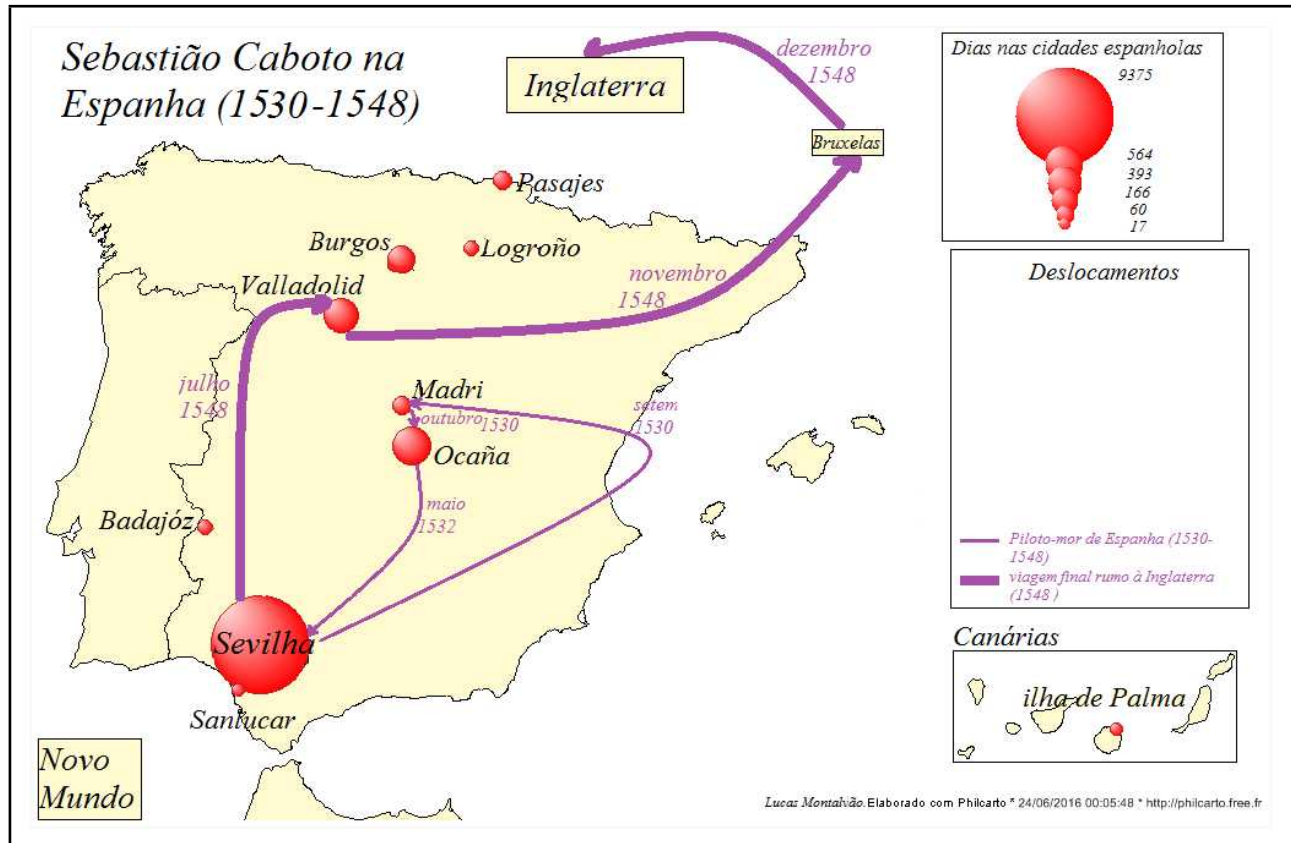 Sebastião Caboto na
Espanha (1530-1548)
dezembro
1548
Inglaterra
Bruxelas
Pasajes
Burgos
Logroño
Valladolid
novembro
1548
julho
1548
Madri
outubro 1530
setem
1530
Ocaña
maio
1532
Badajóz
Sevilha
Sanlucar
Novo
Mundo
Dias nas cidades espanholas
9375
564
393
166
60
17
Deslocamentos
Piloto-mor de Espanha (1530-
1548)
viagem final rumo à Inglaterra
(1548 )
Canárias
ilha de Palma
Lucas Montalvão. Elaborado com Philcarto * 24/06/2016 00:05:48 * http://philcarto.free.fr